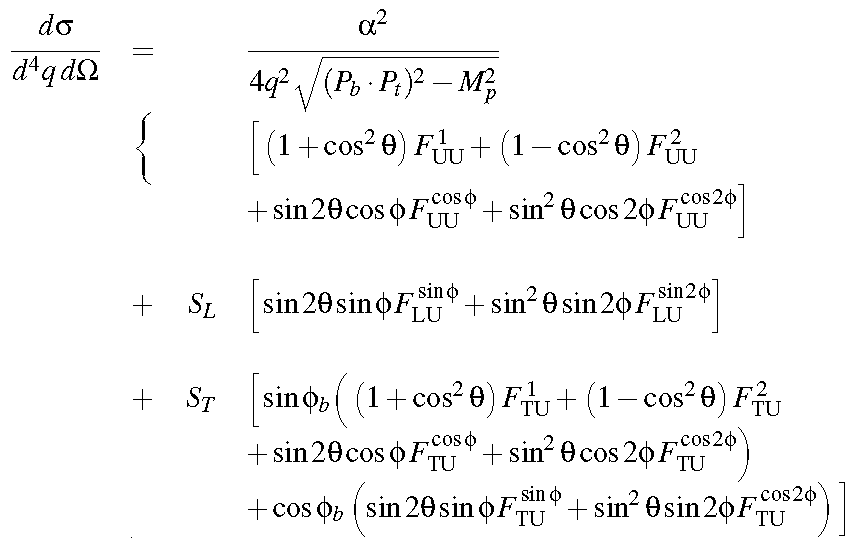 dσ / d⁴q dΩ = α² / 4q² √((P_b · P_t)² − M_p²)
{ [ (1 + cos² θ) F_UU^1 + (1 − cos² θ) F_UU^2
+ sin 2θ cos ϕ F_UU^cos ϕ + sin² θ cos 2ϕ F_UU^cos 2ϕ ]
+ S_L [ sin 2θ sin ϕ F_LU^sin ϕ + sin² θ sin 2ϕ F_LU^sin 2ϕ ]
+ S_T [ sin ϕ_b ( (1 + cos² θ) F_TU^1 + (1 − cos² θ) F_TU^2
+ sin 2θ cos ϕ F_TU^cos ϕ + sin² θ cos 2ϕ F_TU^cos 2ϕ )
+ cos ϕ_b ( sin 2θ sin ϕ F_TU^sin ϕ + sin² θ sin 2ϕ F_TU^cos 2ϕ ) ]